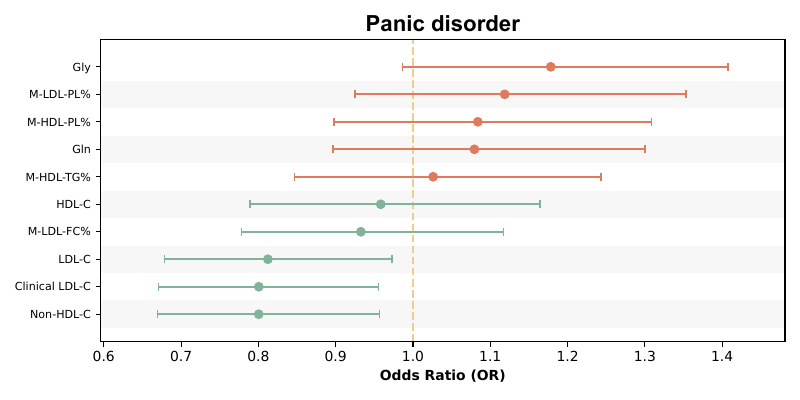 Panic disorder
Gly
M-LDL-PL%
M-HDL-PL%
Gln
M-HDL-TG%
HDL-C
M-LDL-FC%
LDL-C
Clinical LDL-C
Non-HDL-C
0.6 0.7 0.8 0.9 1.0 1.1 1.2 1.3 1.4
Odds Ratio (OR)